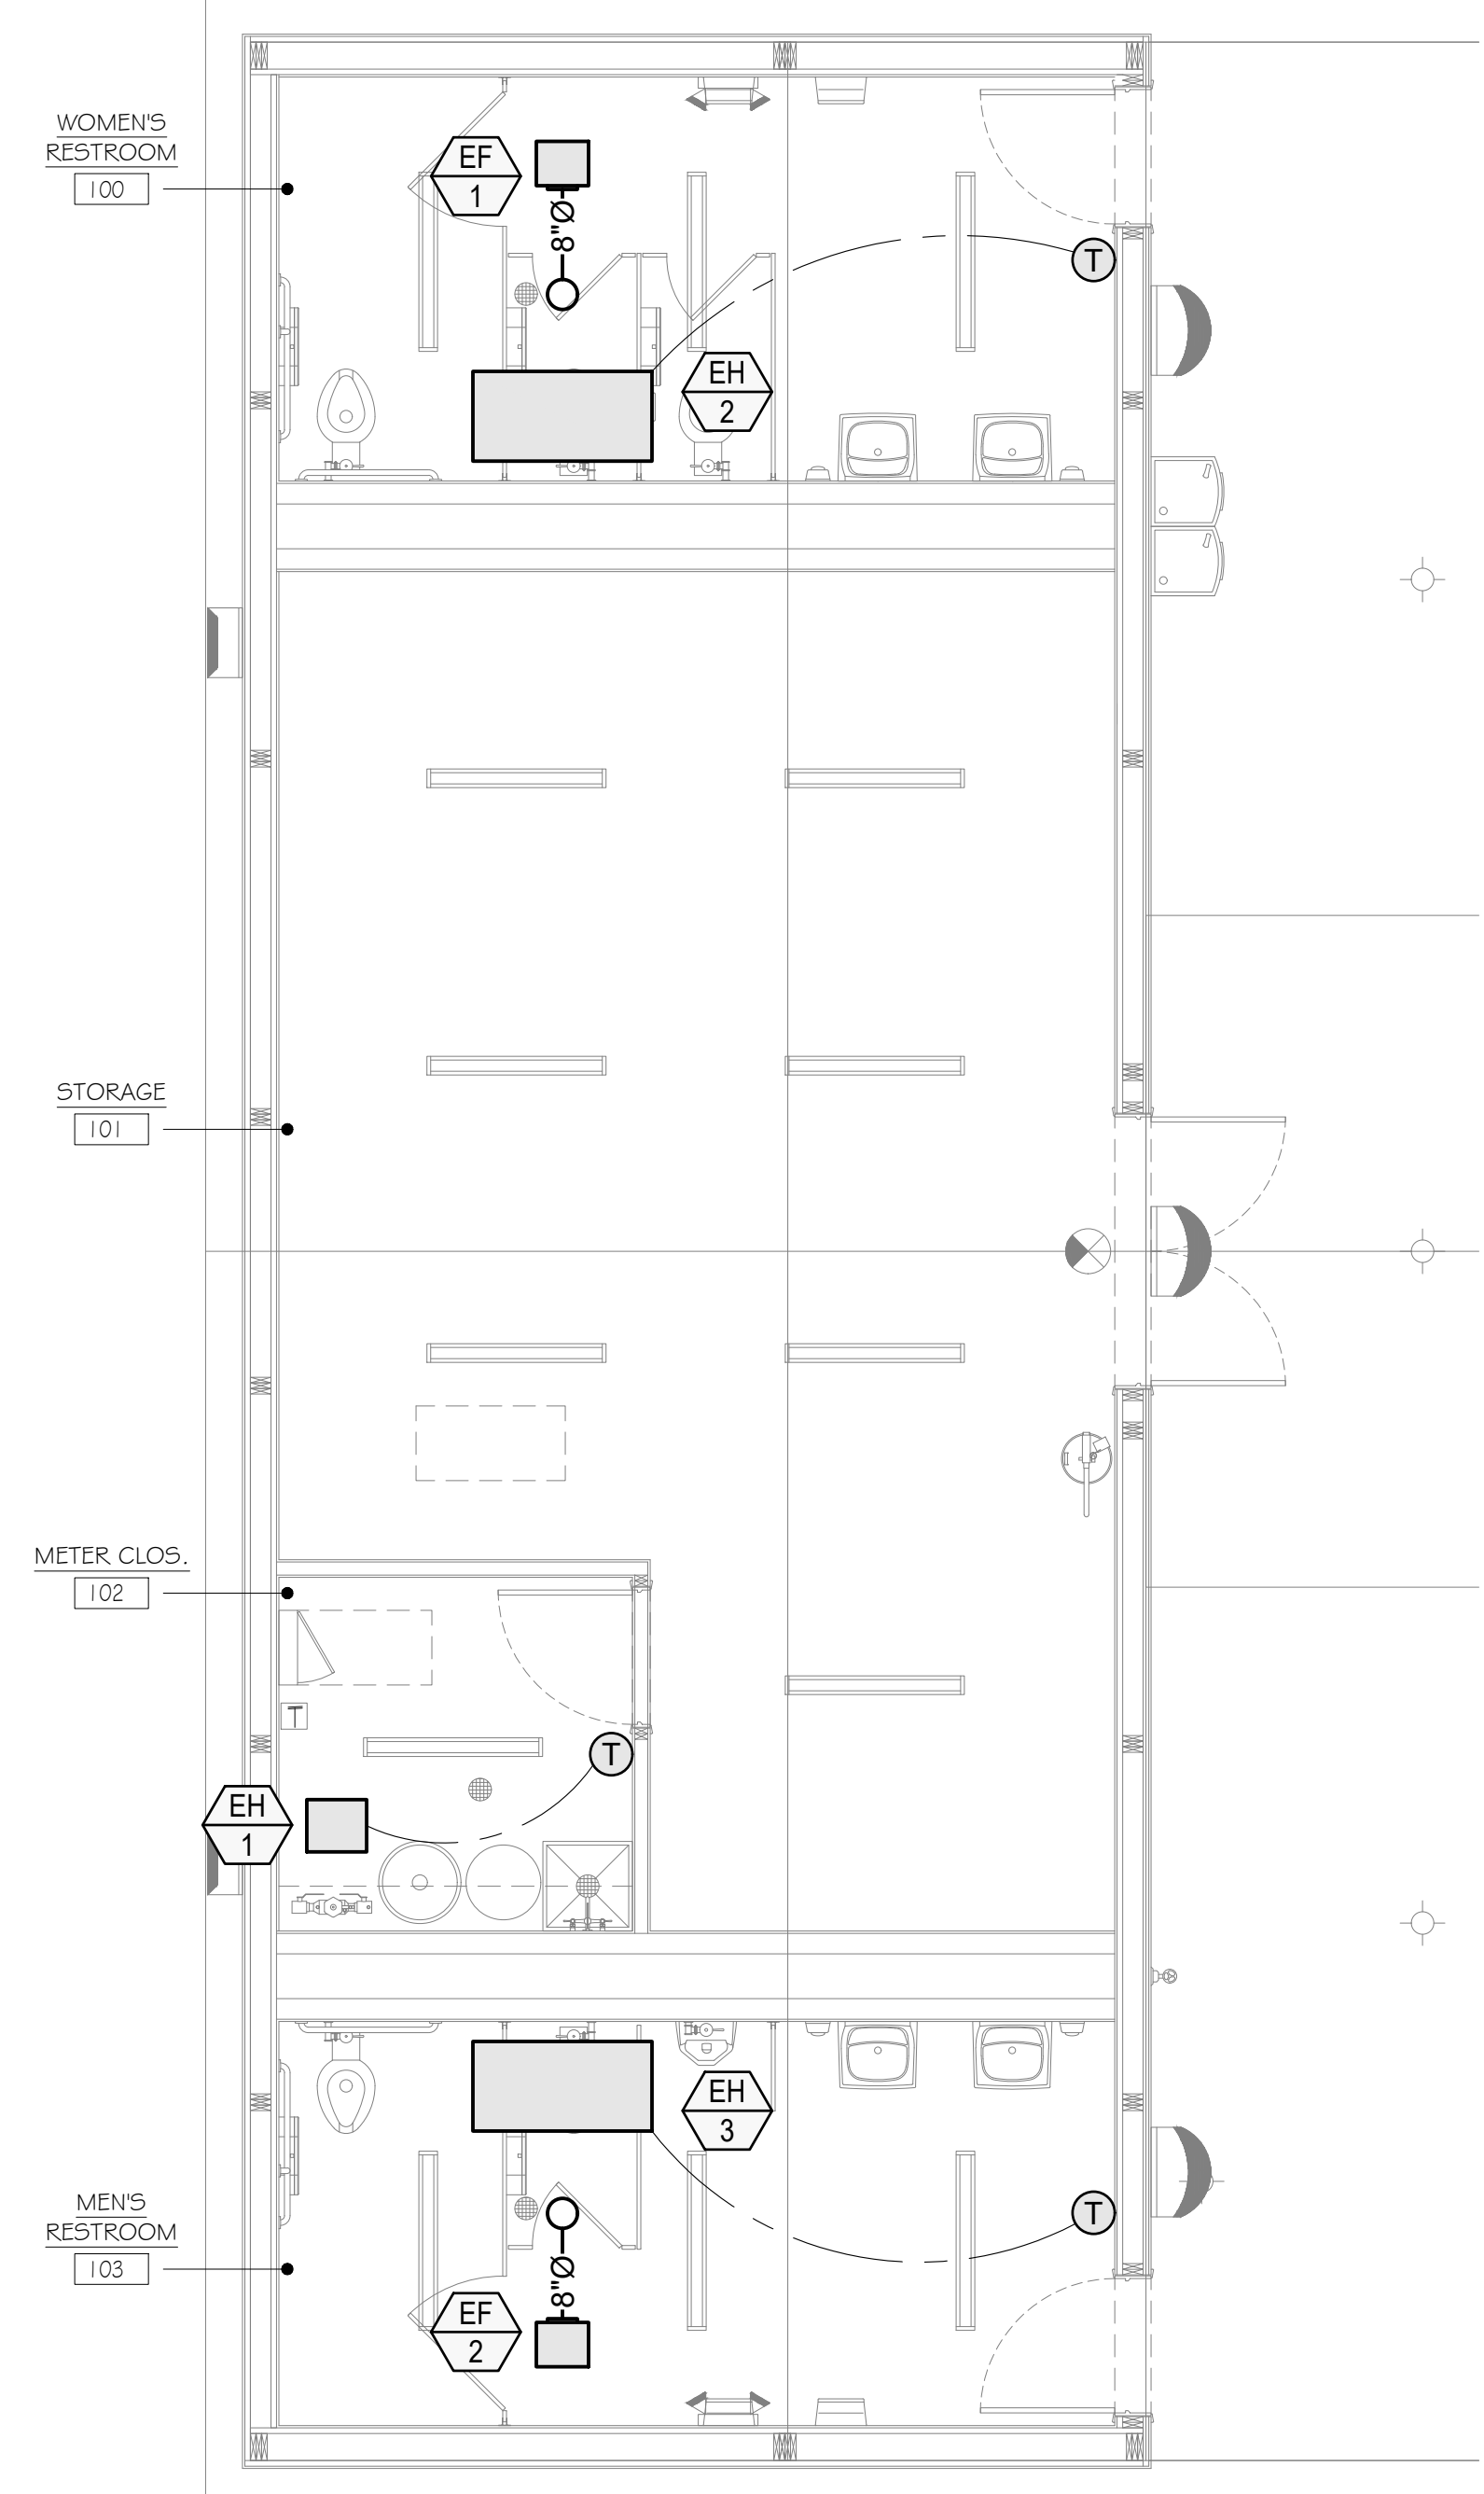 WOMEN'S
RESTROOM
100
EF
1
8"Ø
T
EH
2
STORAGE
101
METER CLOS.
102
T
T
EH
1
EH
3
MEN'S
RESTROOM
103
T
8"Ø
EF
2